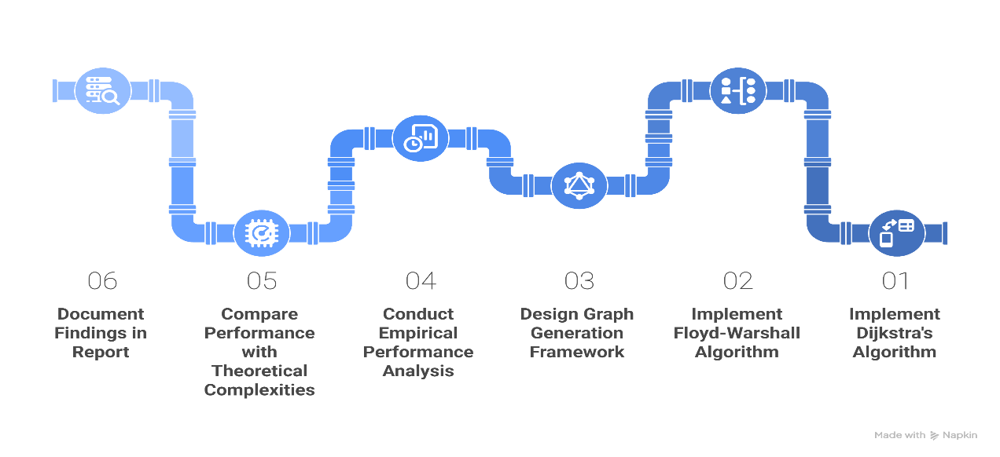 06
Document
Findings in
Report
05
Compare
Performance
with
Theoretical
Complexities
04
Conduct
Empirical
Performance
Analysis
03
Design Graph
Generation
Framework
02
Implement
Floyd-Warshall
Algorithm
01
Implement
Dijkstra's
Algorithm
Made with Napkin